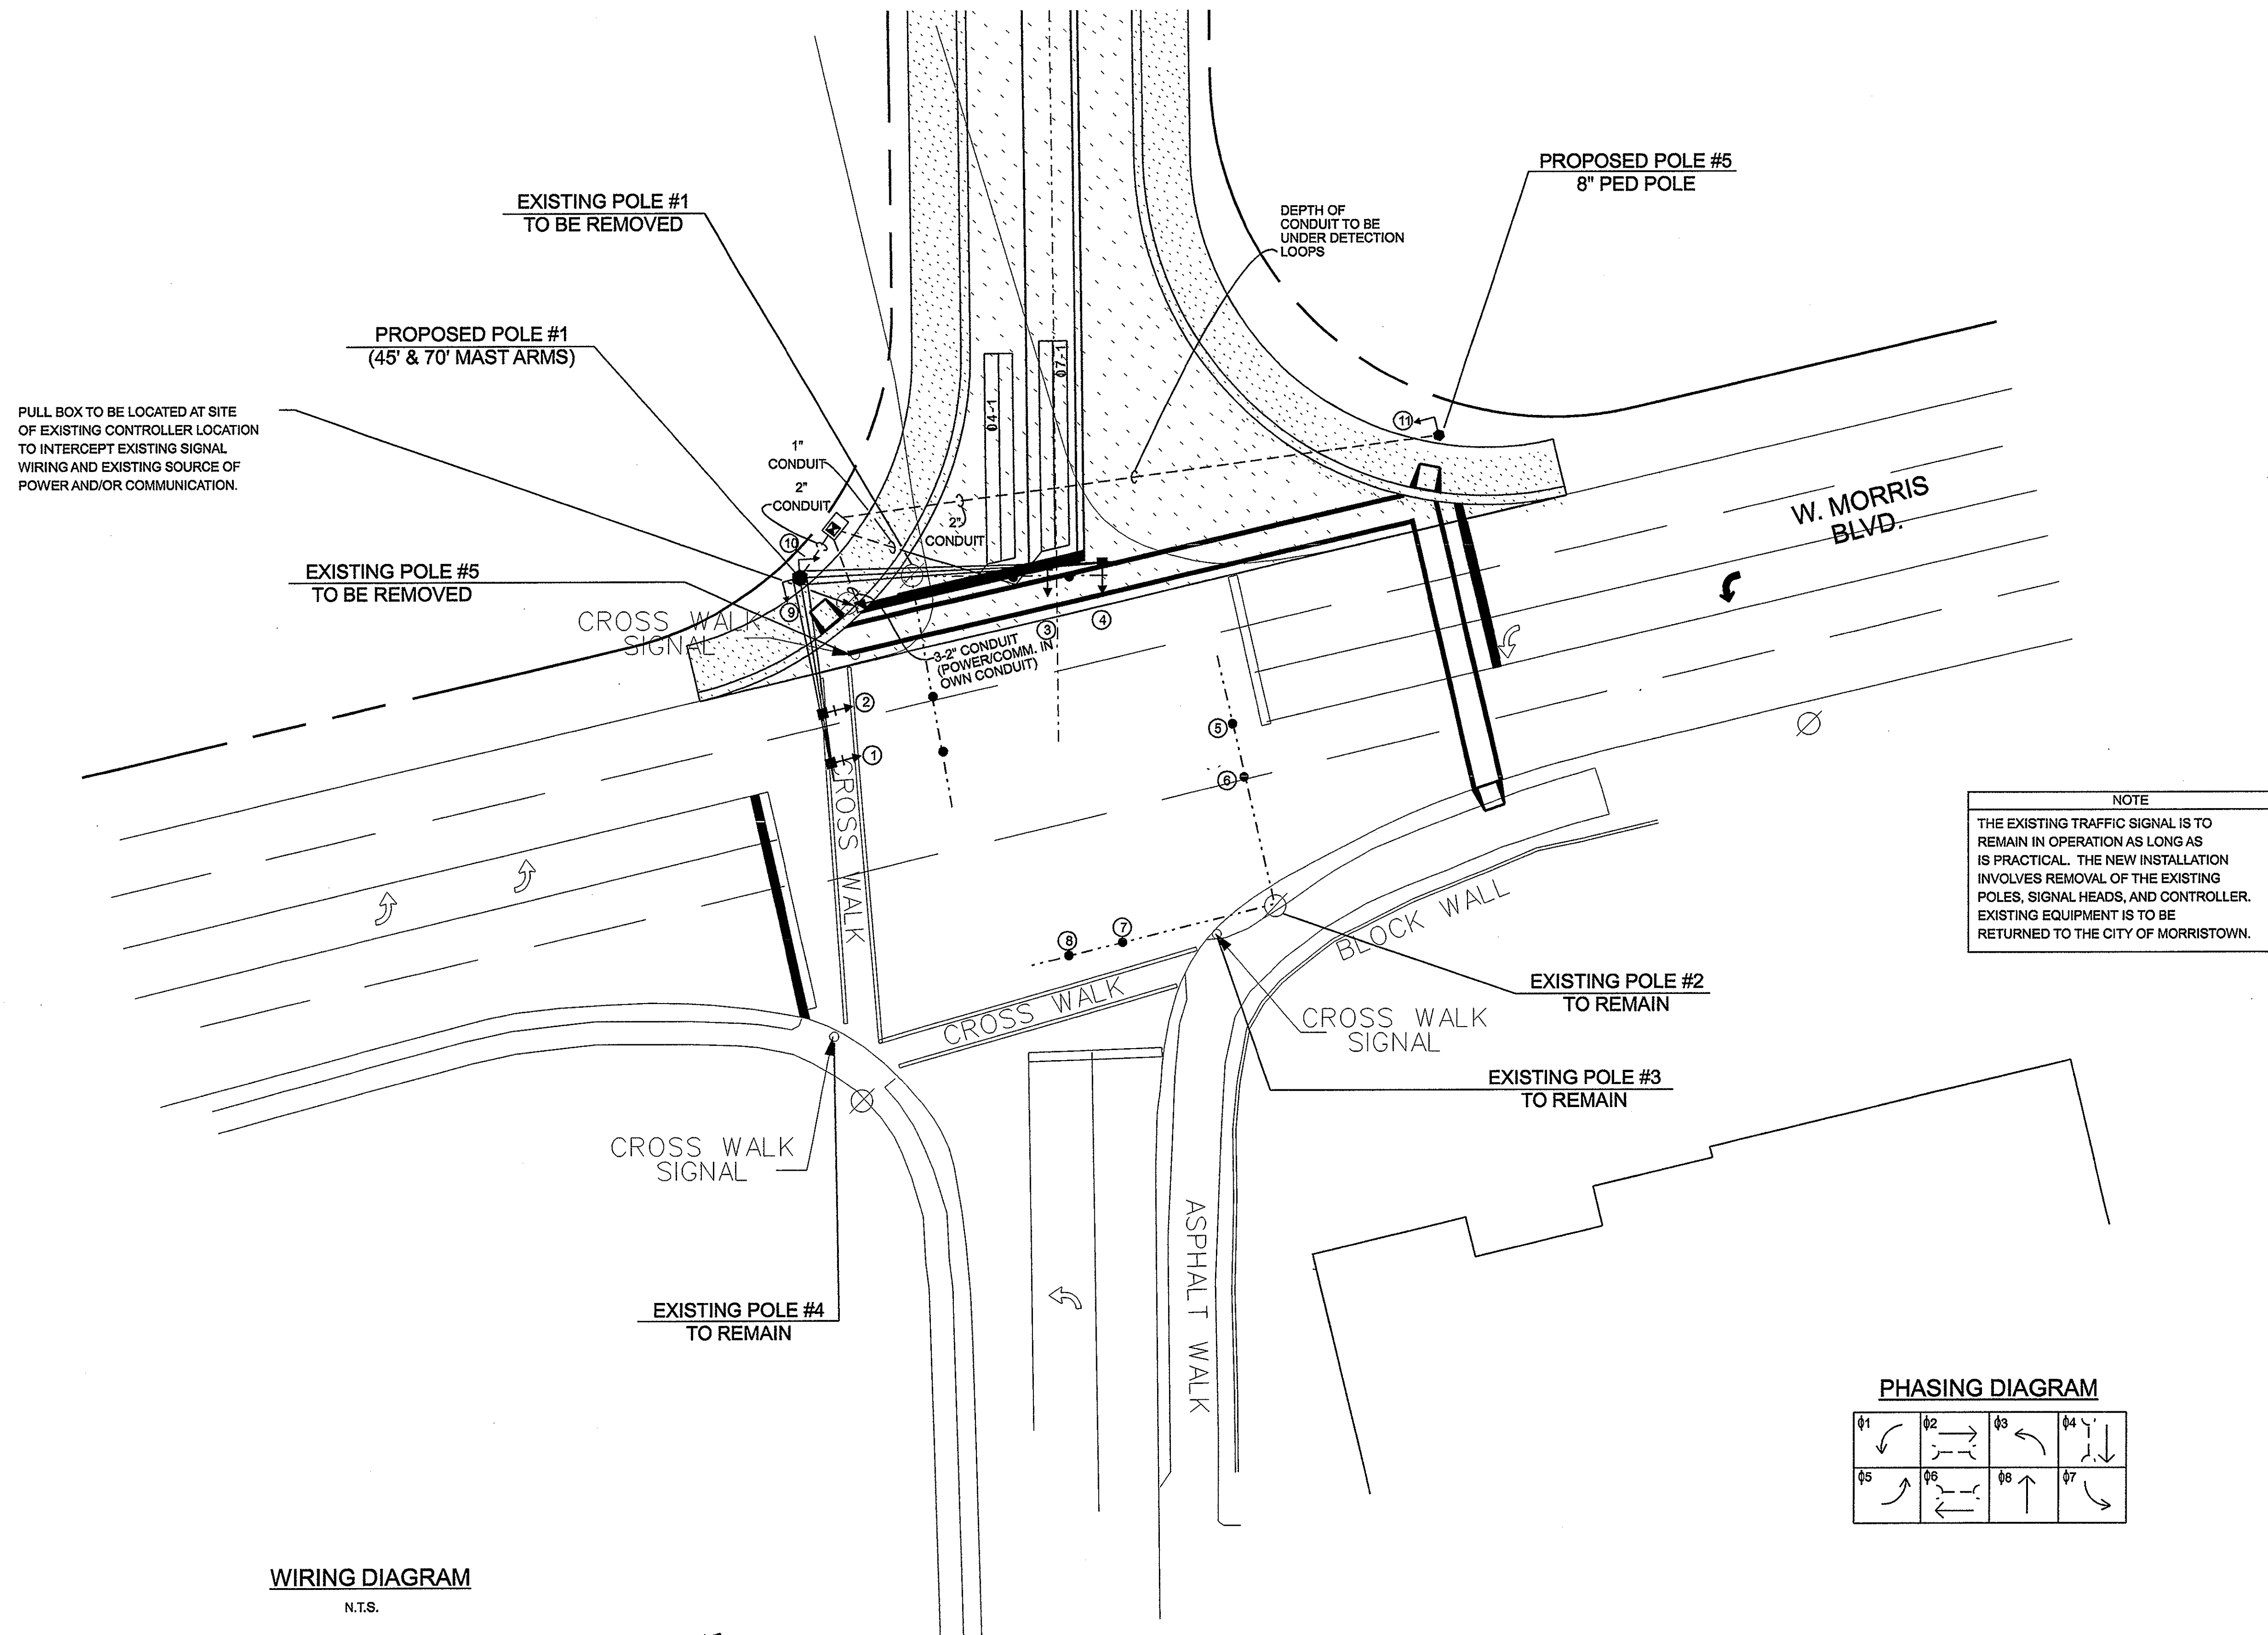 PROPOSED POLE #5
8" PED POLE
EXISTING POLE #1
TO BE REMOVED
DEPTH OF
CONDUIT TO BE
UNDER DETECTION
LOOPS
PROPOSED POLE #1
(45' & 70' MAST ARMS)
PULL BOX TO BE LOCATED AT SITE
OF EXISTING CONTROLLER LOCATION
TO INTERCEPT EXISTING SIGNAL
WIRING AND EXISTING SOURCE OF
POWER AND/OR COMMUNICATION.
1"
CONDUIT
2"
CONDUIT
04-1
07-1
2"
CONDUIT
11
10
9
W. MORRIS
BLVD.
EXISTING POLE #5
TO BE REMOVED
CROSS WALK
SIGNAL
3-2" CONDUIT
(POWER/COMM. IN
OWN CONDUIT)
3
4
2
1
5
6
7
8
CROSS WALK
NOTE
THE EXISTING TRAFFIC SIGNAL IS TO
REMAIN IN OPERATION AS LONG AS
IS PRACTICAL. THE NEW INSTALLATION
INVOLVES REMOVAL OF THE EXISTING
POLES, SIGNAL HEADS, AND CONTROLLER.
EXISTING EQUIPMENT IS TO BE
RETURNED TO THE CITY OF MORRISTOWN.
BLOCK WALL
EXISTING POLE #2
TO REMAIN
CROSS WALK
CROSS WALK
SIGNAL
EXISTING POLE #3
TO REMAIN
CROSS WALK
SIGNAL
ASPHALT WALK
EXISTING POLE #4
TO REMAIN
PHASING DIAGRAM
ϕ1 ϕ2 ϕ3 ϕ4
ϕ5 ϕ6 ϕ8 ϕ7
WIRING DIAGRAM
N.T.S.